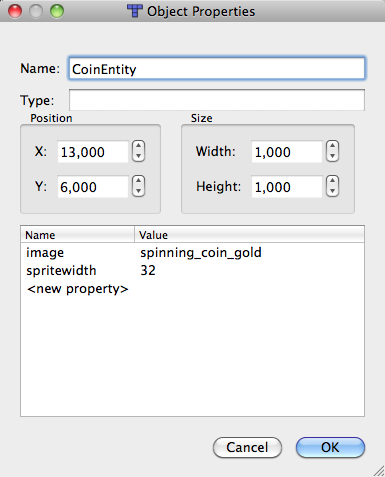 Object Properties
Name: CoinEntity
Type:
Position
X: 13,000
Y: 6,000
Size
Width: 1,000
Height: 1,000
Name Value
image spinning_coin_gold
spritewidth 32
<new property>
Cancel OK